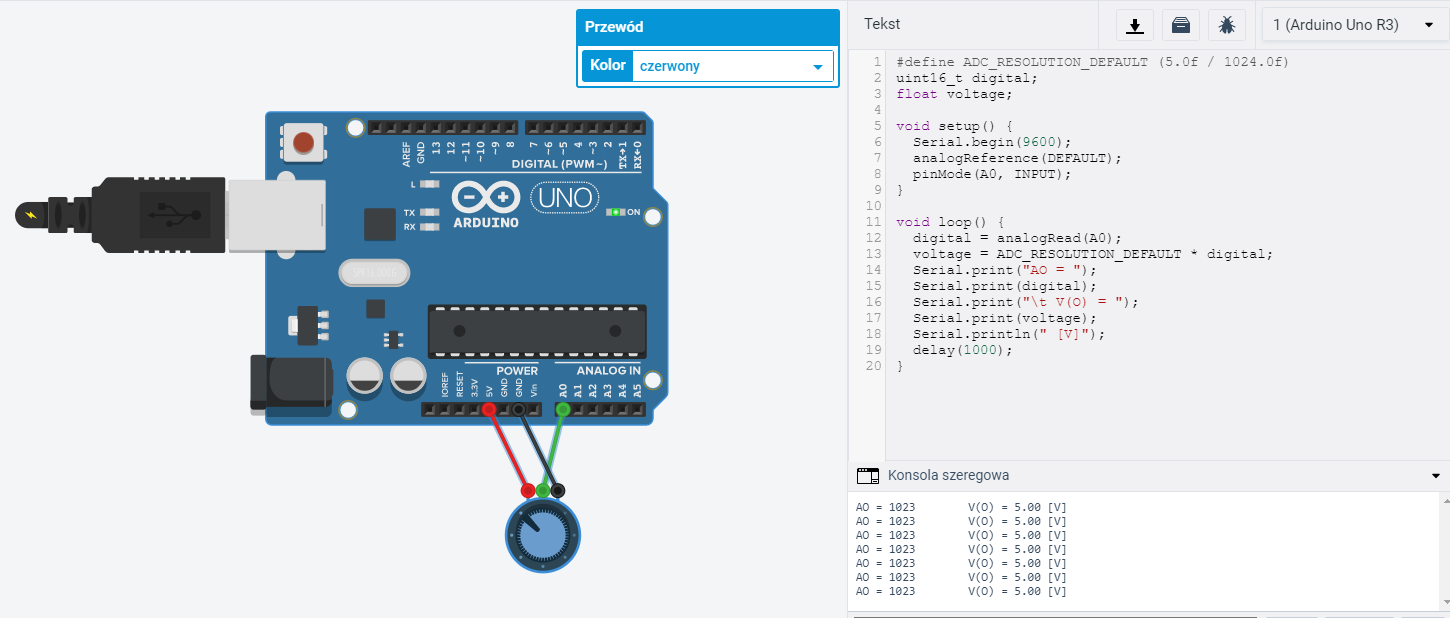 Przewód
Kolor czerwony
Tekst
1 (Arduino Uno R3)
1 #define ADC_RESOLUTION_DEFAULT (5.0f / 1024.0f)
2 uint16_t digital;
3 float voltage;
4
5 void setup() {
6 Serial.begin(9600);
7 analogReference(DEFAULT);
8 pinMode(A0, INPUT);
9 }
10
11 void loop() {
12 digital = analogRead(A0);
13 voltage = ADC_RESOLUTION_DEFAULT * digital;
14 Serial.print("AO = ");
15 Serial.print(digital);
16 Serial.print("\t V(O) = ");
17 Serial.print(voltage);
18 Serial.println(" [V]");
19 delay(1000);
20 }
Konsola szeregowa
AO = 1023 V(O) = 5.00 [V]
AO = 1023 V(O) = 5.00 [V]
AO = 1023 V(O) = 5.00 [V]
AO = 1023 V(O) = 5.00 [V]
AO = 1023 V(O) = 5.00 [V]
AO = 1023 V(O) = 5.00 [V]
AO = 1023 V(O) = 5.00 [V]
AREF GND 13 12 ~11 ~10 ~9 8 7 ~6 ~5 4 ~3 2 TX→1 RX←0
DIGITAL (PWM~)
L
TX
RX
UNO
ON
ARDUINO
POWER
ANALOG IN
IOREF RESET 3.3V 5V GND GND Vin A0 A1 A2 A3 A4 A5